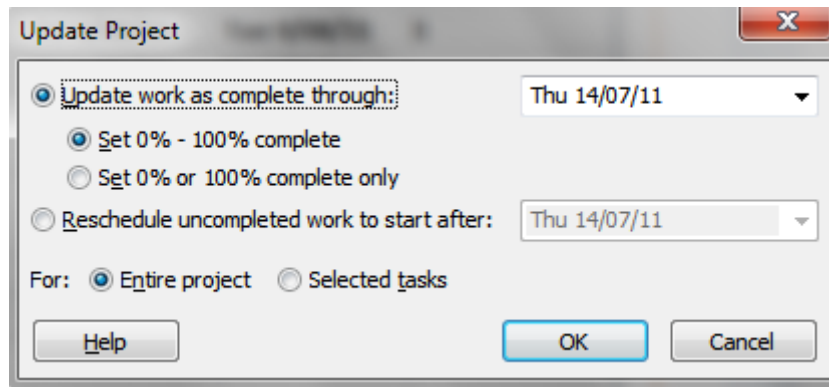 Update Project
Update work as complete through: Thu 14/07/11
Set 0% - 100% complete
Set 0% or 100% complete only
Reschedule uncompleted work to start after: Thu 14/07/11
For: Entire project Selected tasks
Help OK Cancel